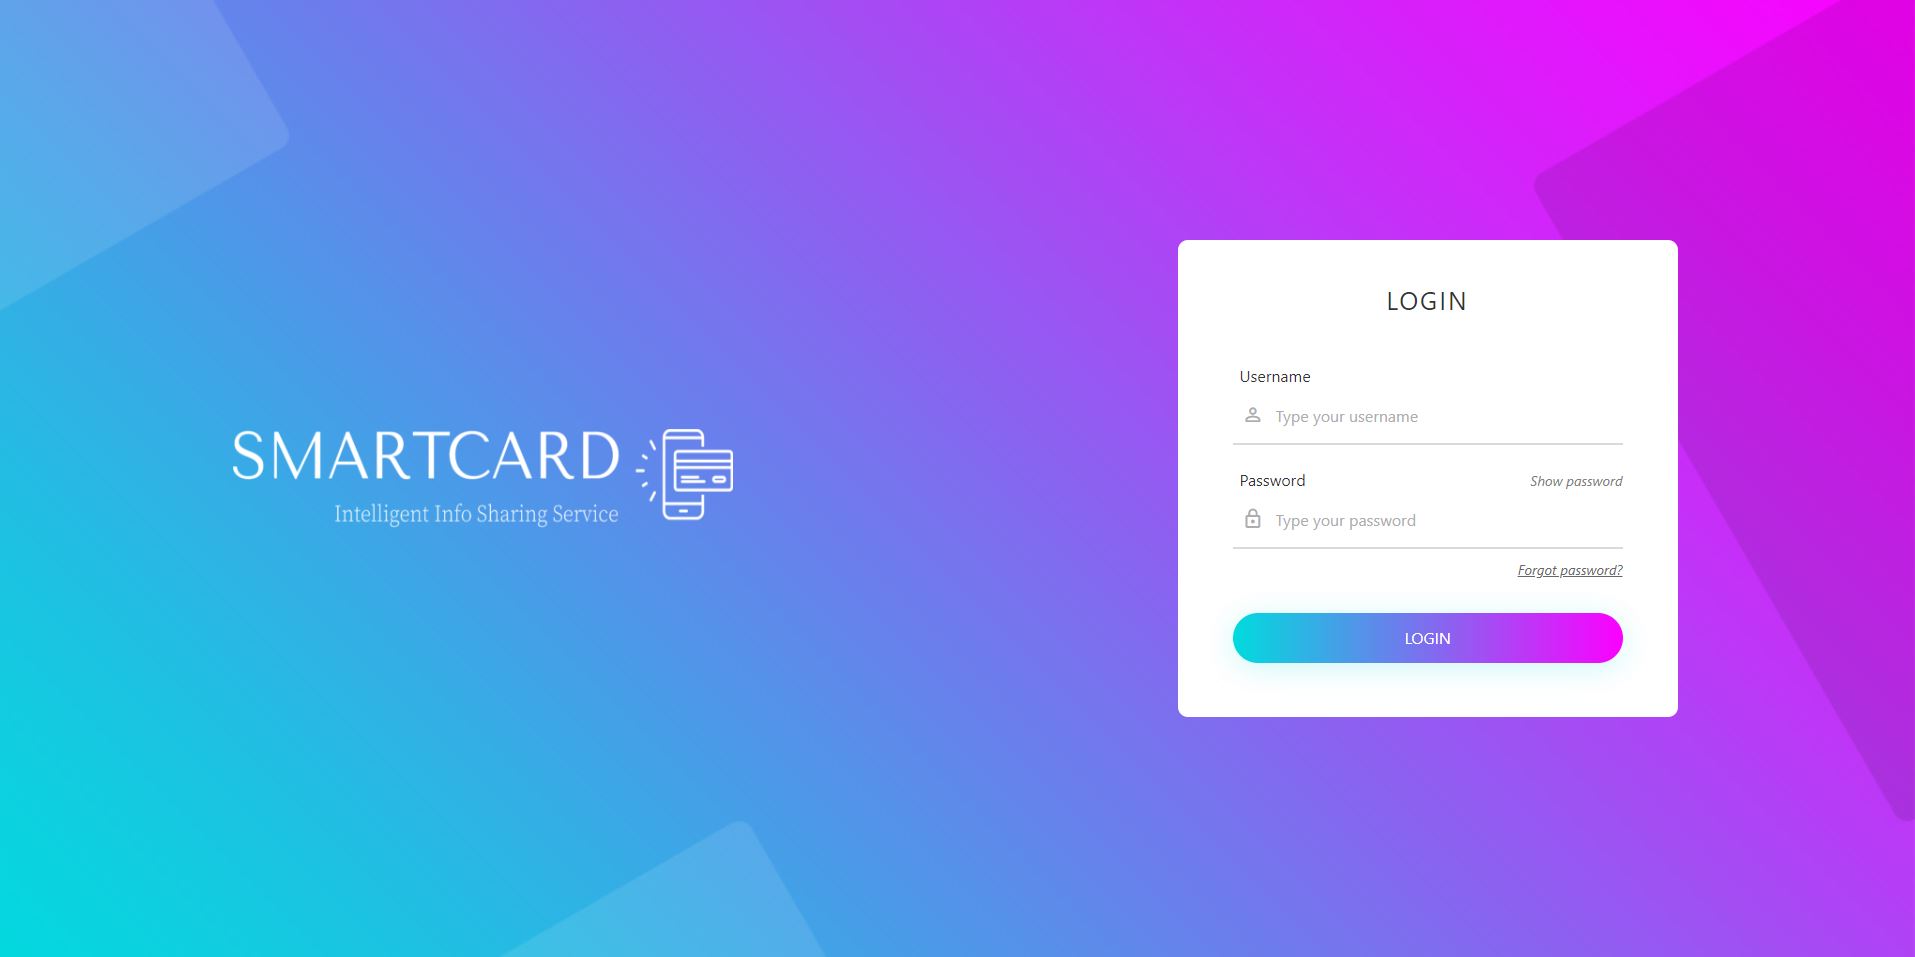 SMARTCARD
Intelligent Info Sharing Service
LOGIN
Username
Type your username
Password
Show password
Type your password
Forgot password?
LOGIN